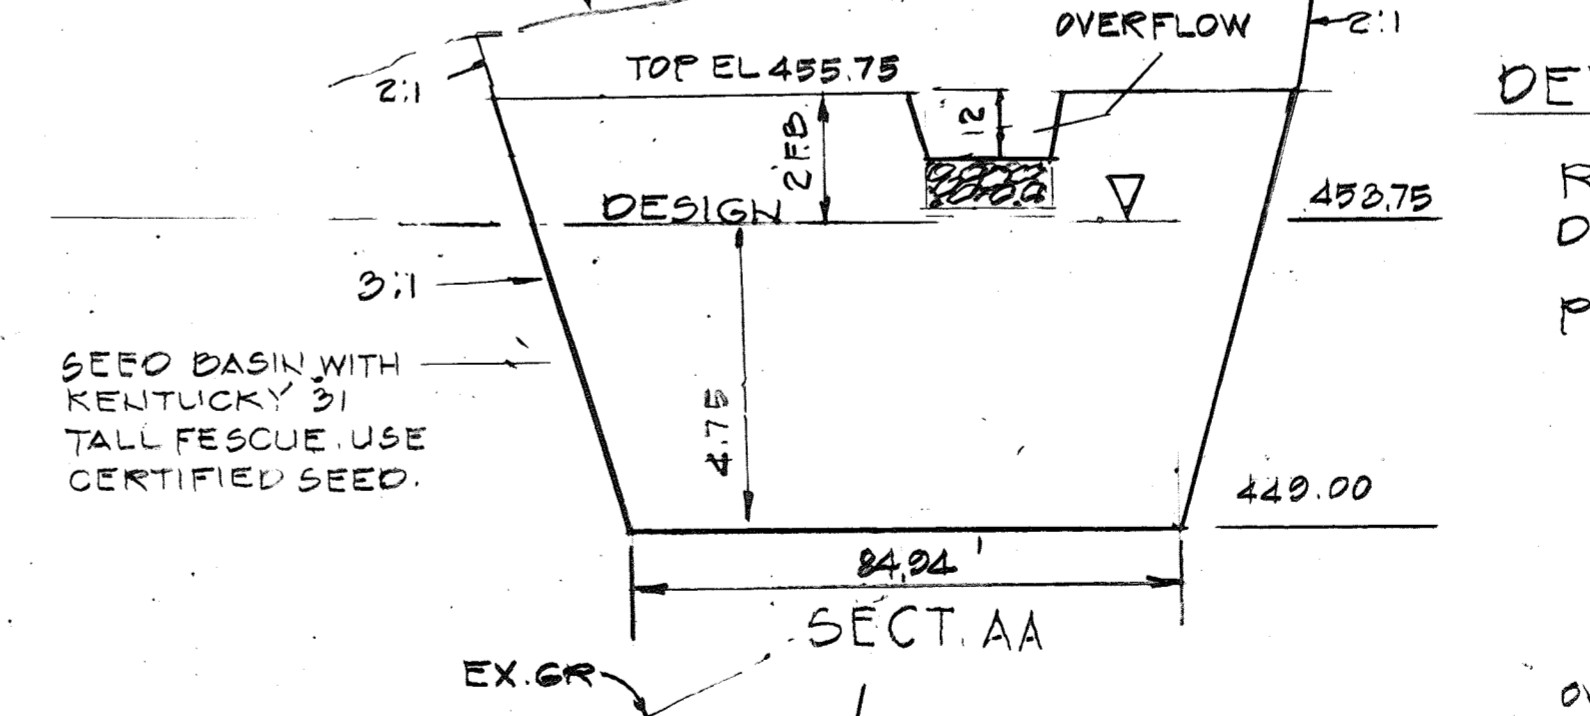 OVERFLOW
2:1
TOP EL 455.75
2:1
12
2' F.B.
DESIGN
453.75
3:1
SEED BASIN WITH
KENTUCKY 31
TALL FESCUE. USE
CERTIFIED SEED.
4.75
449.00
84.94'
SECT. AA
EX. GR